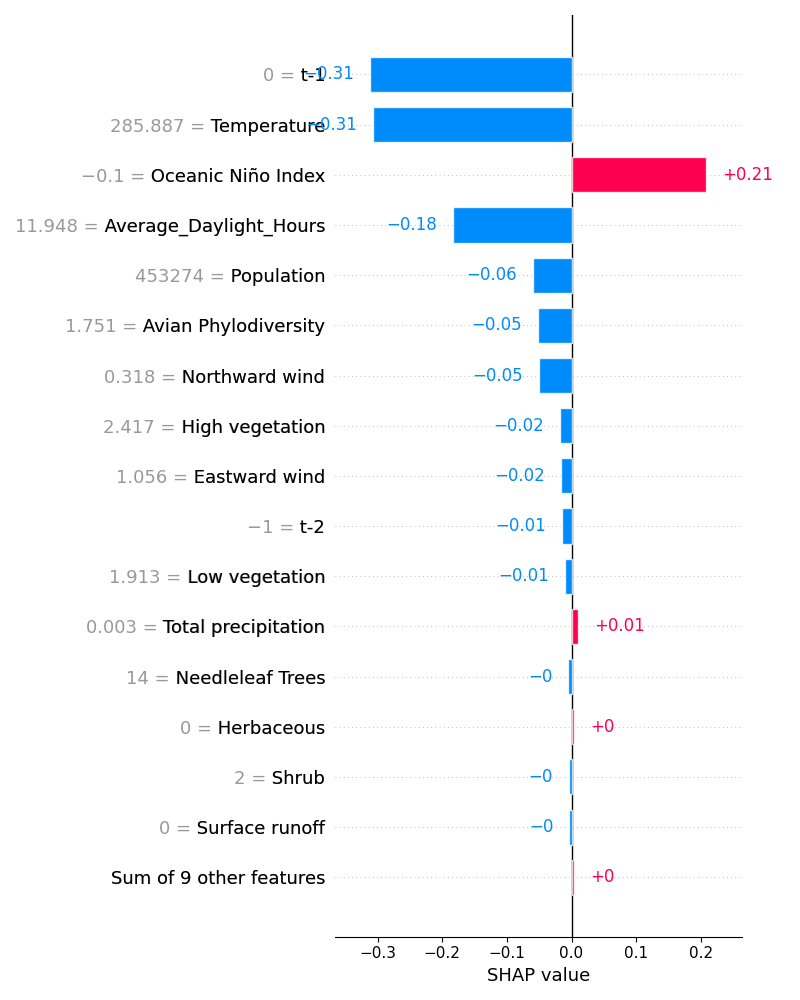 0 = t-1 −0.31
285.887 = Temperature −0.31
−0.1 = Oceanic Niño Index +0.21
11.948 = Average_Daylight_Hours −0.18
453274 = Population −0.06
1.751 = Avian Phylodiversity −0.05
0.318 = Northward wind −0.05
2.417 = High vegetation −0.02
1.056 = Eastward wind −0.02
−1 = t-2 −0.01
1.913 = Low vegetation −0.01
0.003 = Total precipitation +0.01
14 = Needleleaf Trees −0
0 = Herbaceous +0
2 = Shrub −0
0 = Surface runoff −0
Sum of 9 other features +0
−0.3 −0.2 −0.1 0.0 0.1 0.2
SHAP value